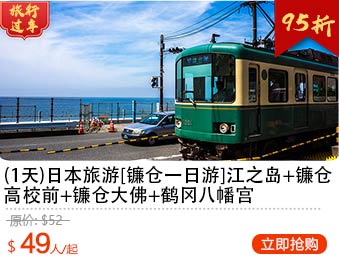 旅行
过年
95折
(1天)日本旅游[镰仓一日游]江之岛+镰仓
高校前+镰仓大佛+鹤冈八幡宫
原价: $52
$ 49人/起
立即抢购